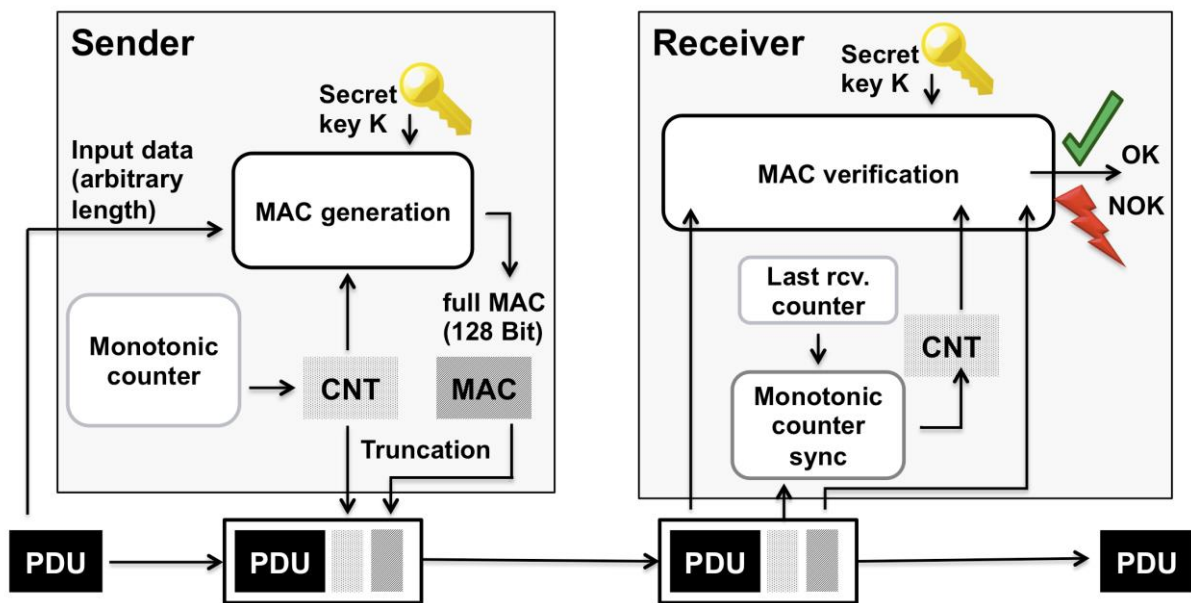 Sender
Secret
key K
Input data
(arbitrary
length)
MAC generation
full MAC
(128 Bit)
Monotonic
counter
CNT
MAC
Truncation
PDU
PDU
Receiver
Secret
key K
MAC verification
OK
NOK
Last rcv.
counter
CNT
Monotonic
counter
sync
PDU
PDU